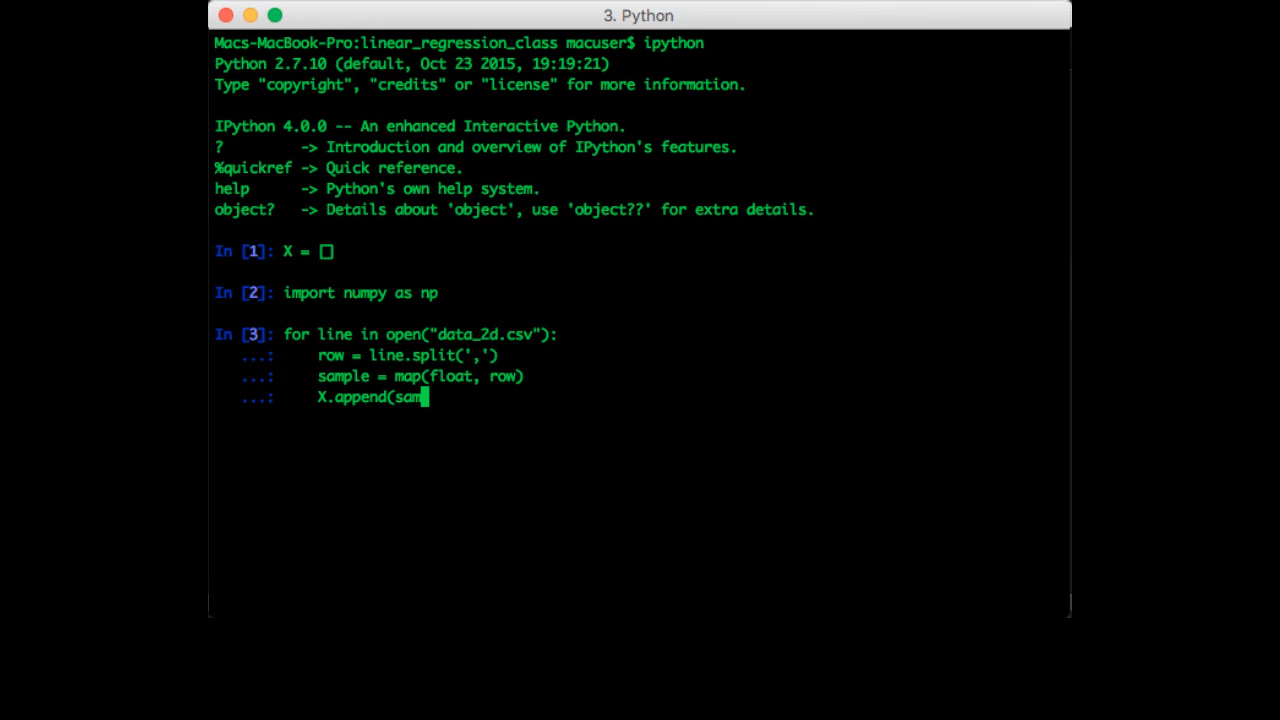 3. Python
Macs-MacBook-Pro:linear_regression_class macuser$ ipython
Python 2.7.10 (default, Oct 23 2015, 19:19:21)
Type "copyright", "credits" or "license" for more information.
IPython 4.0.0 -- An enhanced Interactive Python.
?         -> Introduction and overview of IPython's features.
%quickref -> Quick reference.
help      -> Python's own help system.
object?   -> Details about 'object', use 'object??' for extra details.
In [1]: X = []
In [2]: import numpy as np
In [3]: for line in open("data_2d.csv"):
   ...:     row = line.split(',')
   ...:     sample = map(float, row)
   ...:     X.append(sam